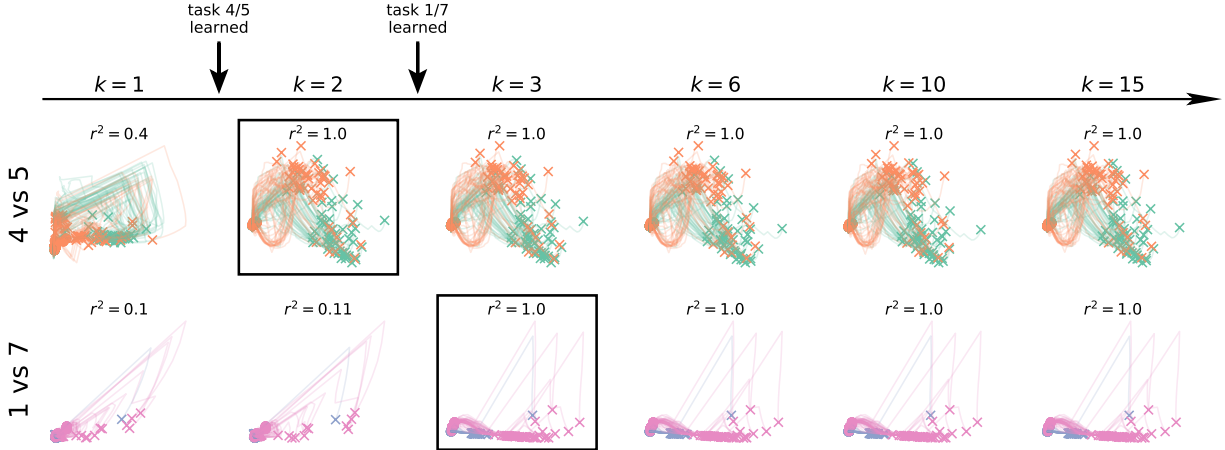 task 4/5
learned
task 1/7
learned
k = 1
k = 2
k = 3
k = 6
k = 10
k = 15
4 vs 5
r² = 0.4
r² = 1.0
r² = 1.0
r² = 1.0
r² = 1.0
r² = 1.0
1 vs 7
r² = 0.1
r² = 0.11
r² = 1.0
r² = 1.0
r² = 1.0
r² = 1.0